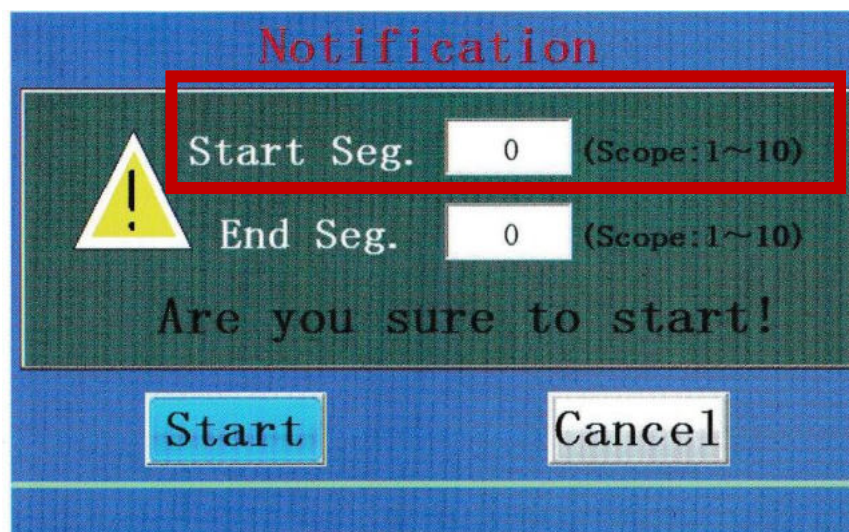 Notification
Start Seg. 0 (Scope:1~10)
! End Seg. 0 (Scope:1~10)
Are you sure to start!
Start Cancel